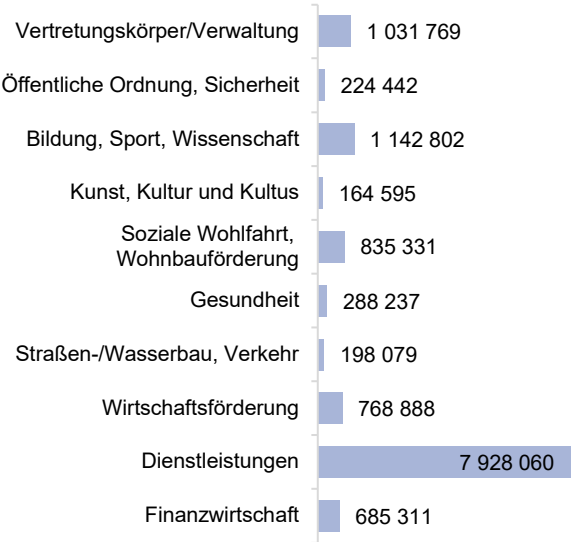 Vertretungskörper/Verwaltung 1 031 769
Öffentliche Ordnung, Sicherheit 224 442
Bildung, Sport, Wissenschaft 1 142 802
Kunst, Kultur und Kultus 164 595
Soziale Wohlfahrt,
Wohnbauförderung 835 331
Gesundheit 288 237
Straßen-/Wasserbau, Verkehr 198 079
Wirtschaftsförderung 768 888
Dienstleistungen 7 928 060
Finanzwirtschaft 685 311